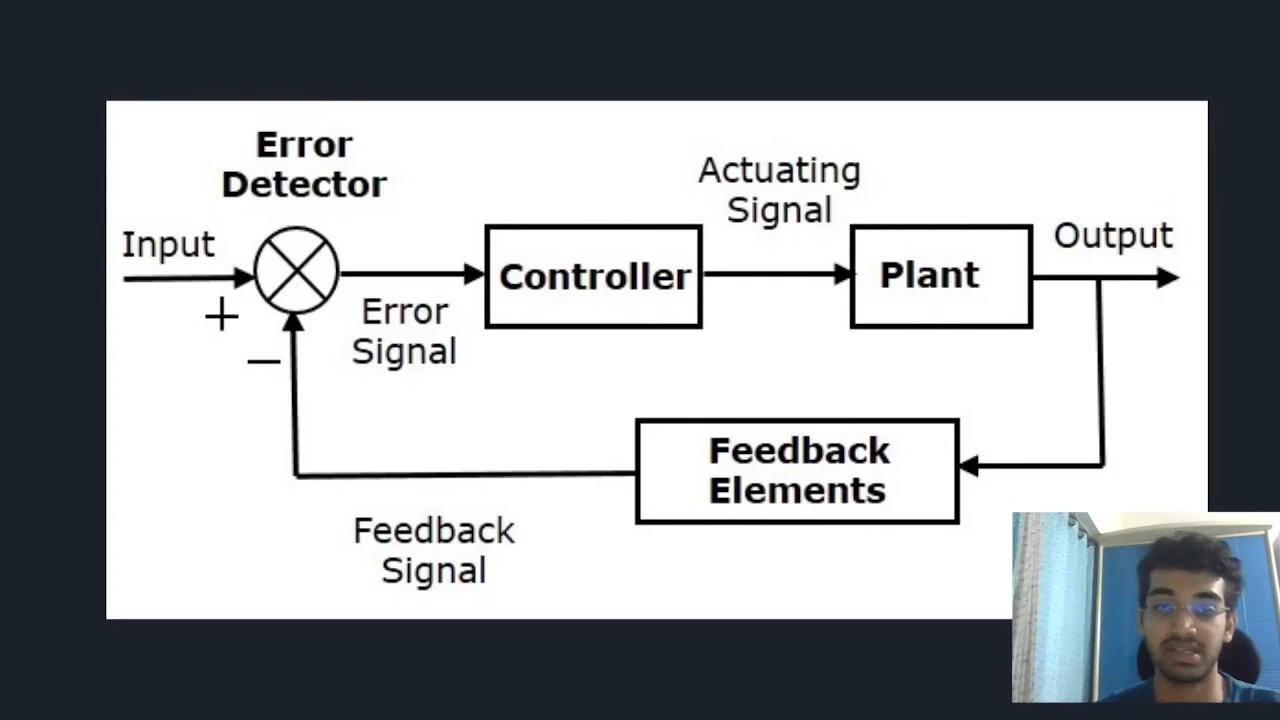 Error
Detector
Actuating
Signal
Input
Output
+
Controller
Plant
Error
Signal
−
Feedback
Elements
Feedback
Signal